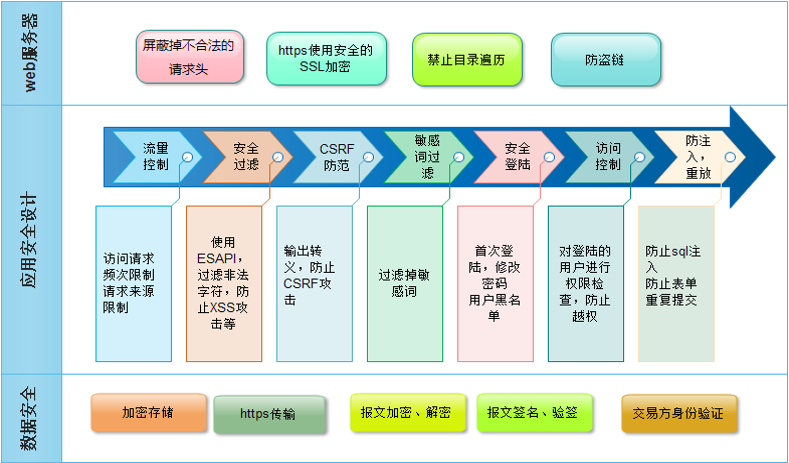 web服务器
屏蔽掉不合法的
请求头
https使用安全的
SSL加密
禁止目录遍历
防盗链
应用安全设计
流量
控制
安全
过滤
CSRF
防范
敏感
词过
滤
安全
登陆
访问
控制
防注
入，
重放
访问请求
频次限制
请求来源
限制
使用
ESAPI，
过滤非法
字符，防
止XSS攻
击等
输出转
义，防止
CSRF攻
击
过滤掉敏
感词
首次登
陆，修改
密码
用户黑名
单
对登陆的
用户进行
权限检
查，防止
越权
防止sql注
入
防止表单
重复提交
数据安全
加密存储
https传输
报文加密、解密
报文签名、验签
交易方身份验证